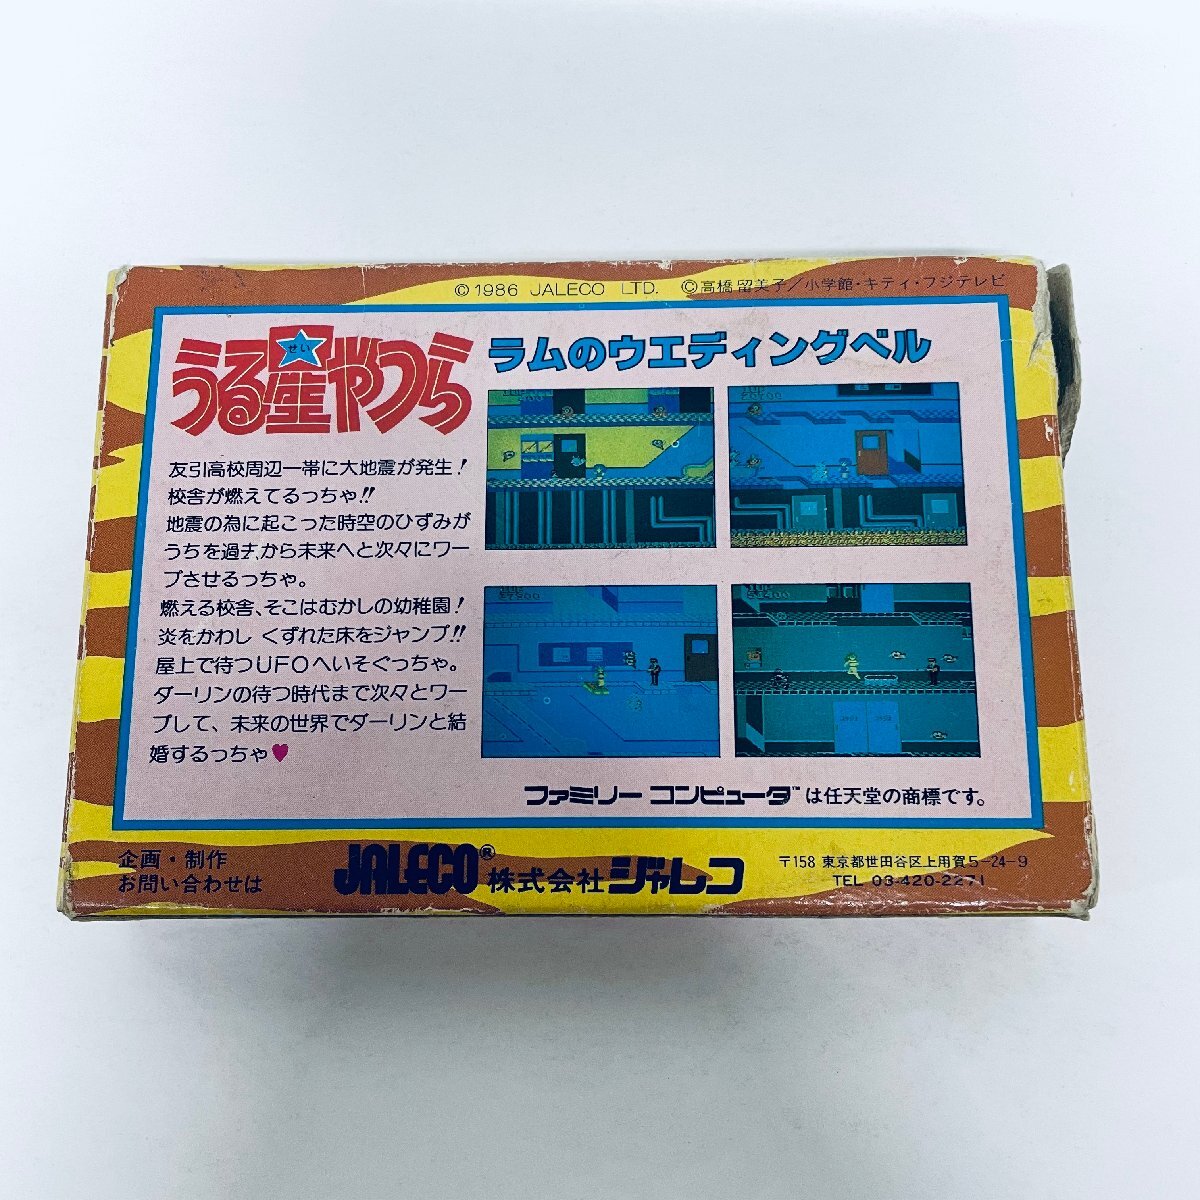 ©1986 JALECO LTD. ©高橋留美子/小学館・キティ・フジテレビ
せい
うる星やつら
ラムのウエディングベル
友引高校周辺一帯に大地震が発生!
校舎が燃えてるっちゃ!!
地震の為に起こった時空のひずみが
うちを過去から未来へと次々にワー
プさせるっちゃ。
燃える校舎、そこはむかしの幼稚園!
炎をかわし くずれた床をジャンプ!!
屋上で待つUFOへいそぐっちゃ。
ダーリンの待つ時代まで次々とワー
プして、未来の世界でダーリンと結
婚するっちゃ♥
ファミリー コンピュータ™は任天堂の商標です。
企画・制作
お問い合わせは
JALECO® 株式会社 ジャレコ
〒158 東京都世田谷区上用賀5-24-9
TEL 03-420-2271